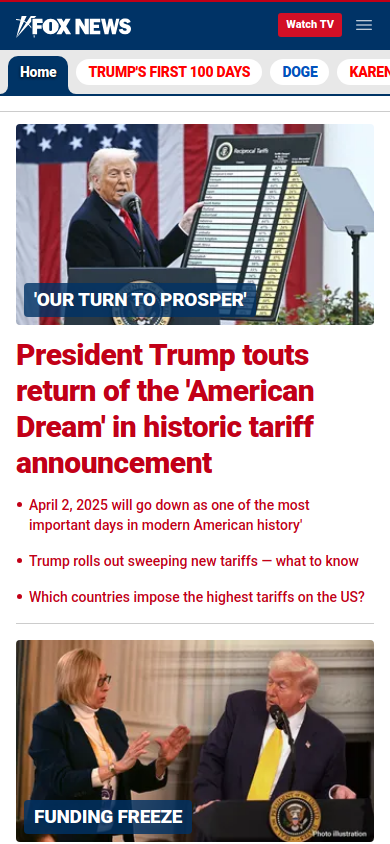 FOX NEWS
Watch TV
Home
TRUMP'S FIRST 100 DAYS
DOGE
KAREN
Reciprocal Tariffs
'OUR TURN TO PROSPER'
President Trump touts
return of the 'American
Dream' in historic tariff
announcement
• April 2, 2025 will go down as one of the most
important days in modern American history'
• Trump rolls out sweeping new tariffs — what to know
• Which countries impose the highest tariffs on the US?
FUNDING FREEZE
Photo illustration